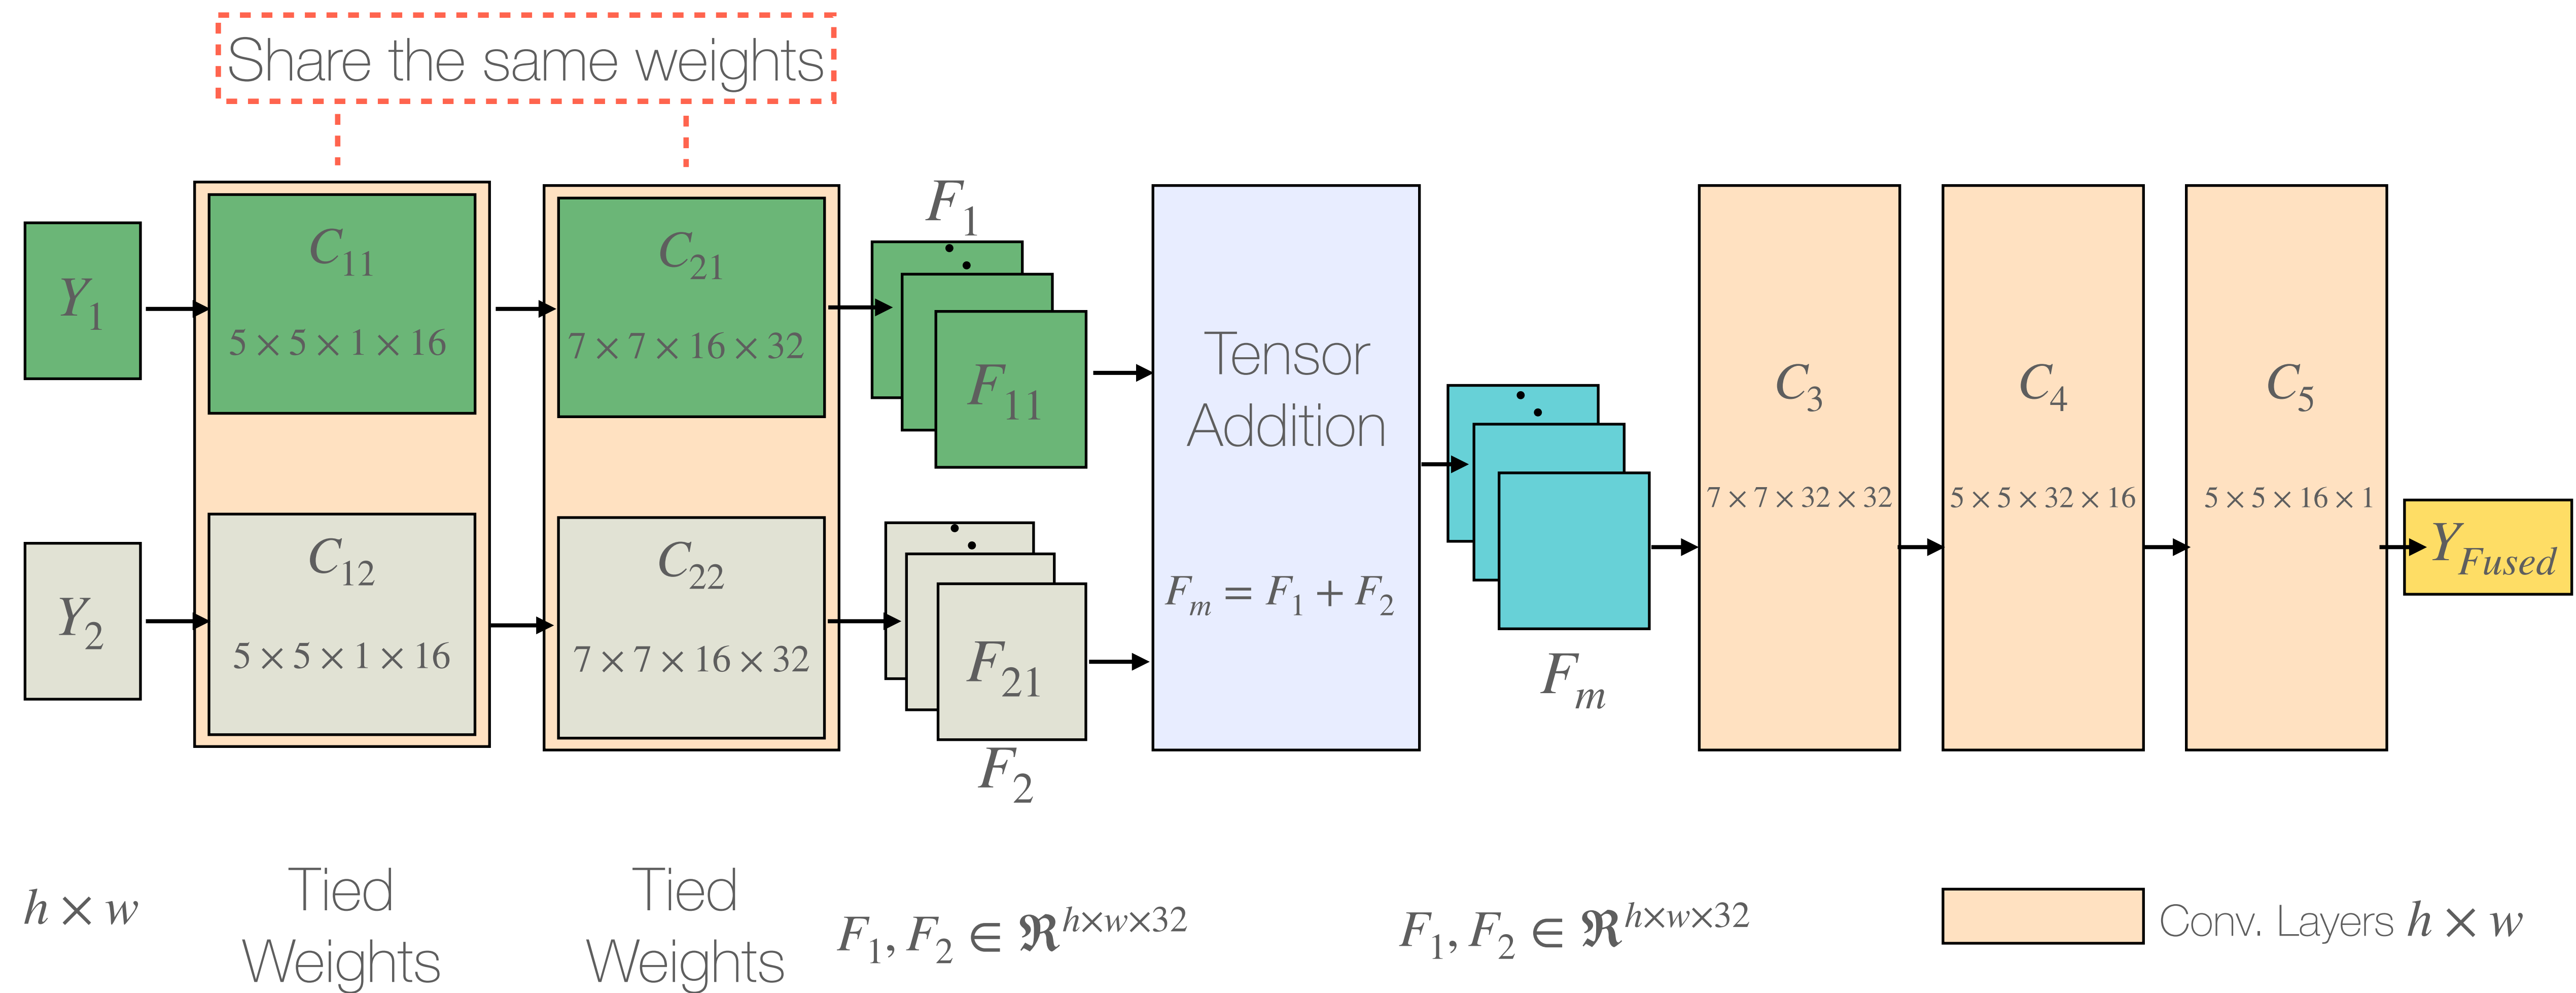 Share the same weights
Y₁
C₁₁
5 × 5 × 1 × 16
C₂₁
7 × 7 × 16 × 32
F₁
F₁₁
Y₂
C₁₂
5 × 5 × 1 × 16
C₂₂
7 × 7 × 16 × 32
F₂₁
F₂
Tensor
Addition
Fₘ = F₁ + F₂
Fₘ
C₃
7 × 7 × 32 × 32
C₄
5 × 5 × 32 × 16
C₅
5 × 5 × 16 × 1
Y_Fused
h × w
Tied
Weights
Tied
Weights
F₁, F₂ ∈ ℜ^{h×w×32}
F₁, F₂ ∈ ℜ^{h×w×32}
Conv. Layers h × w